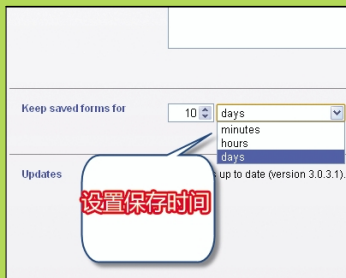 Keep saved forms for
10 days
minutes
hours
days
Updates
up to date (version 3.0.3.1).
设置保存时间